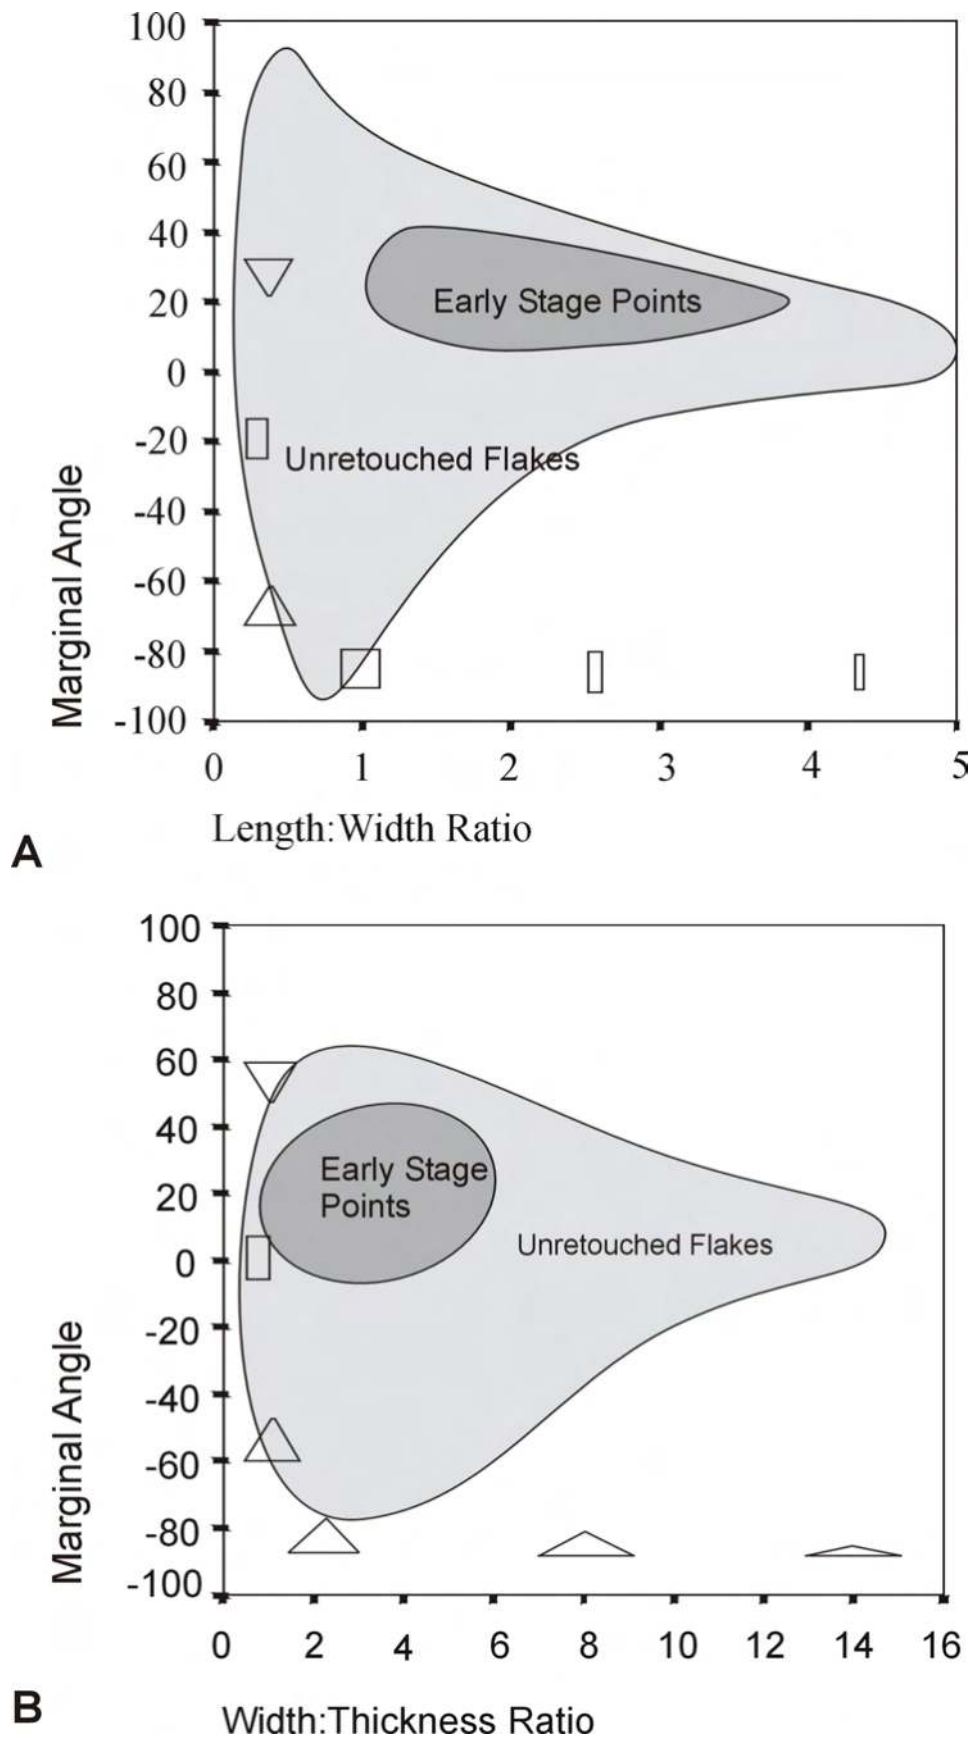 100
80
60
40
20
0
-20
-40
-60
-80
-100
Marginal Angle
Early Stage Points
Unretouched Flakes
0 1 2 3 4 5
Length:Width Ratio
A
100
80
60
40
20
0
-20
-40
-60
-80
-100
Marginal Angle
Early Stage
Points
Unretouched Flakes
0 2 4 6 8 10 12 14 16
Width:Thickness Ratio
B